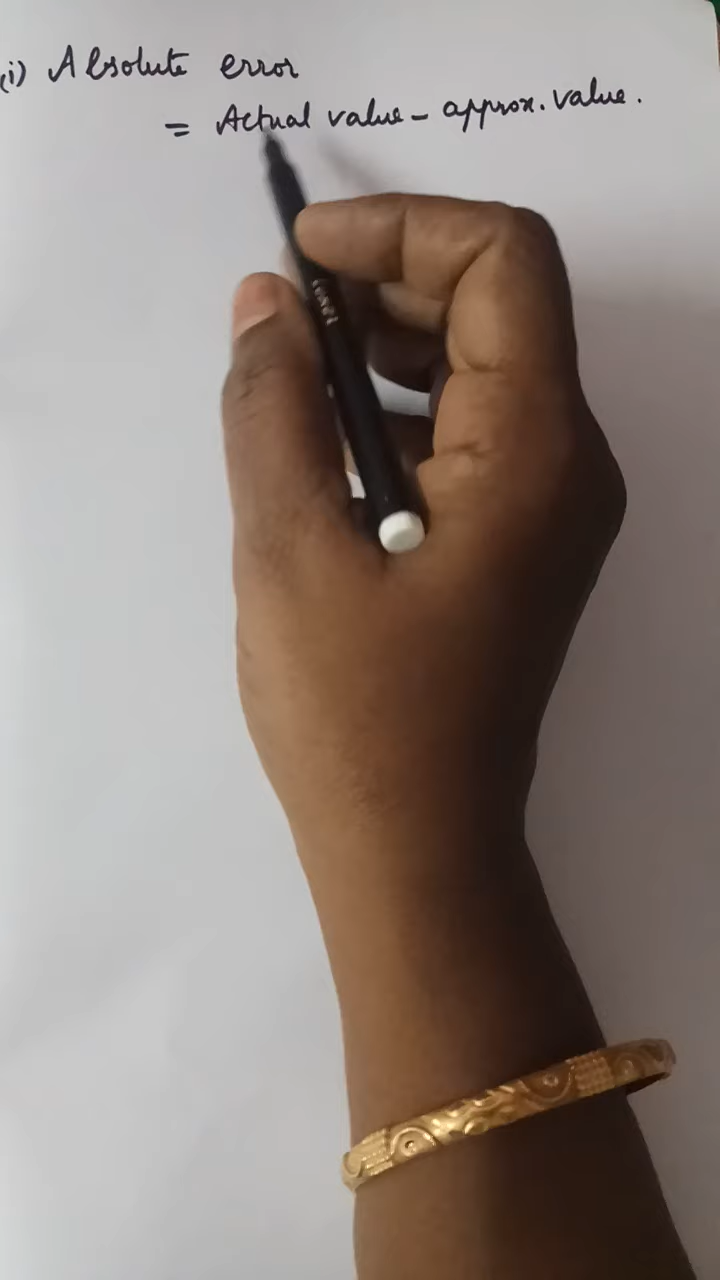 (i) Absolute error
= Actual value - approx. value.